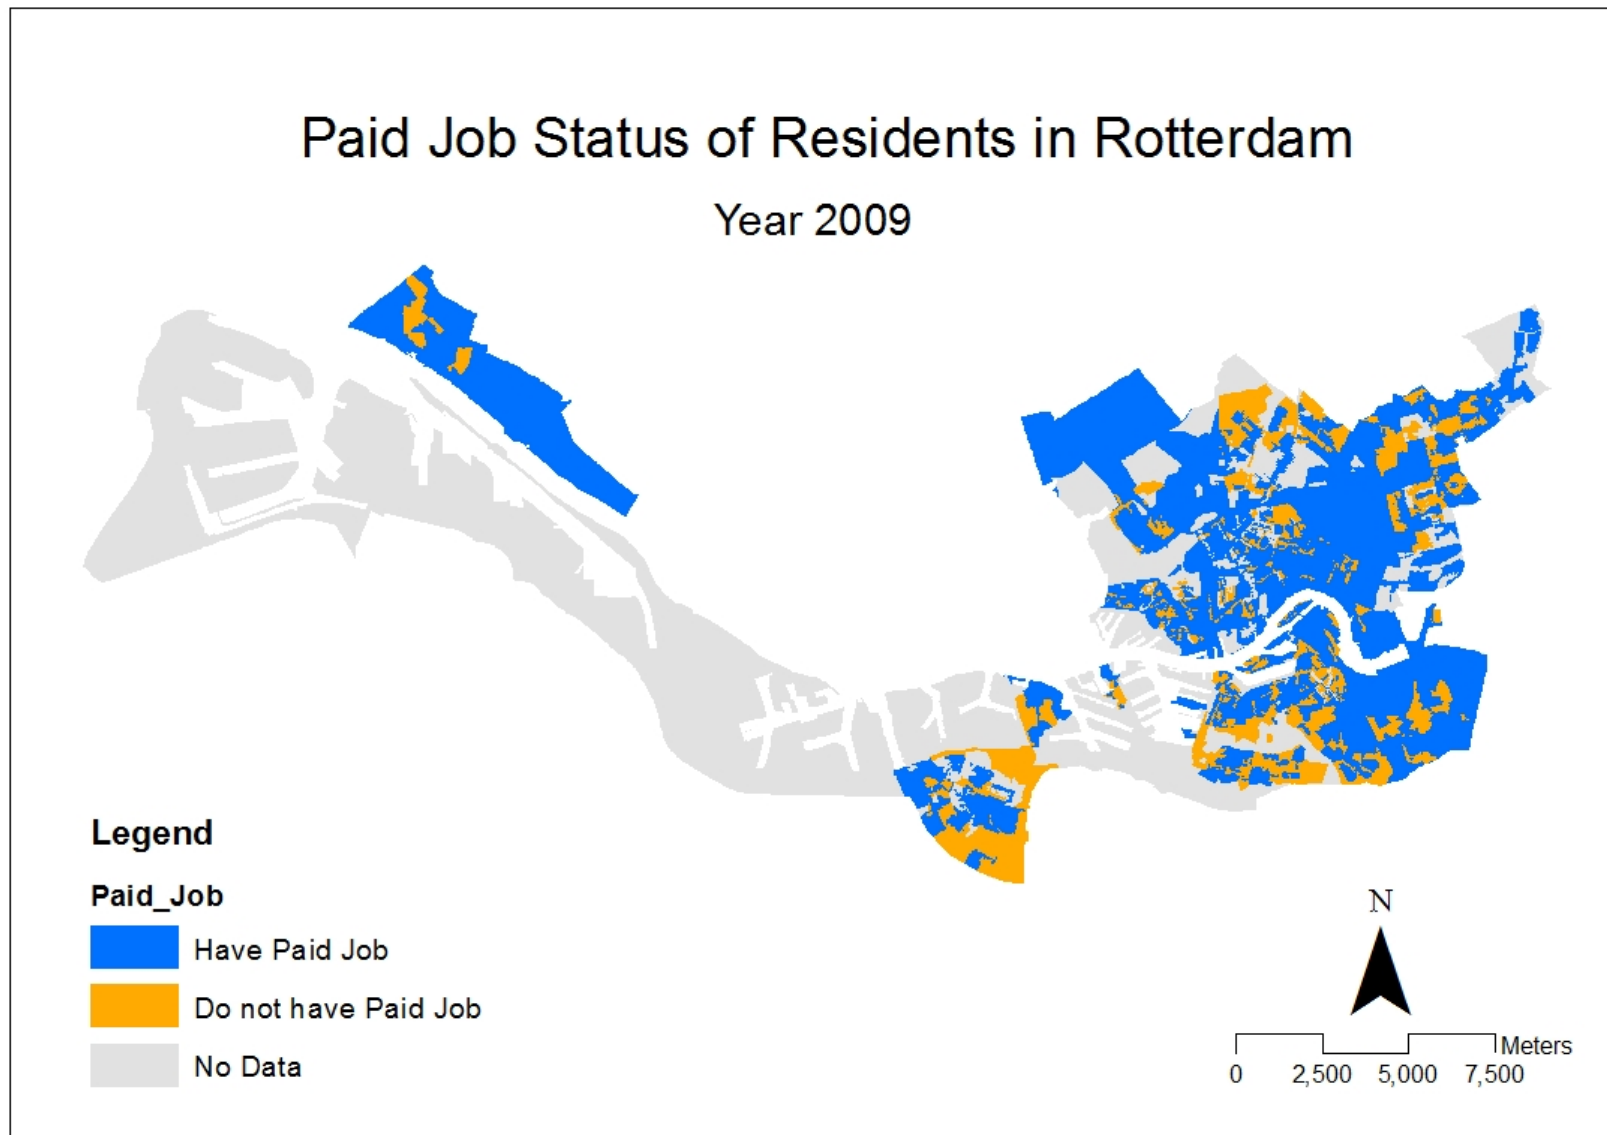 Paid Job Status of Residents in Rotterdam
Year 2009
Legend
Paid_Job
Have Paid Job
Do not have Paid Job
No Data
N
Meters
0 2,500 5,000 7,500